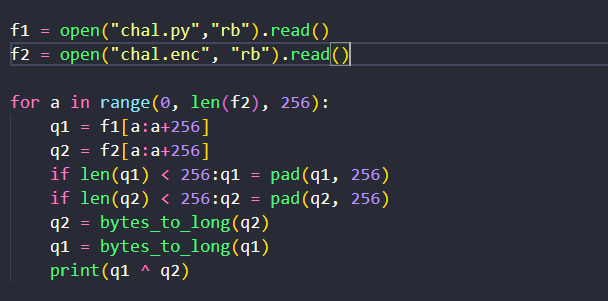 f1 = open("chal.py","rb").read()
f2 = open("chal.enc", "rb").read()
for a in range(0, len(f2), 256):
    q1 = f1[a:a+256]
    q2 = f2[a:a+256]
    if len(q1) < 256:q1 = pad(q1, 256)
    if len(q2) < 256:q2 = pad(q2, 256)
    q2 = bytes_to_long(q2)
    q1 = bytes_to_long(q1)
    print(q1 ^ q2)